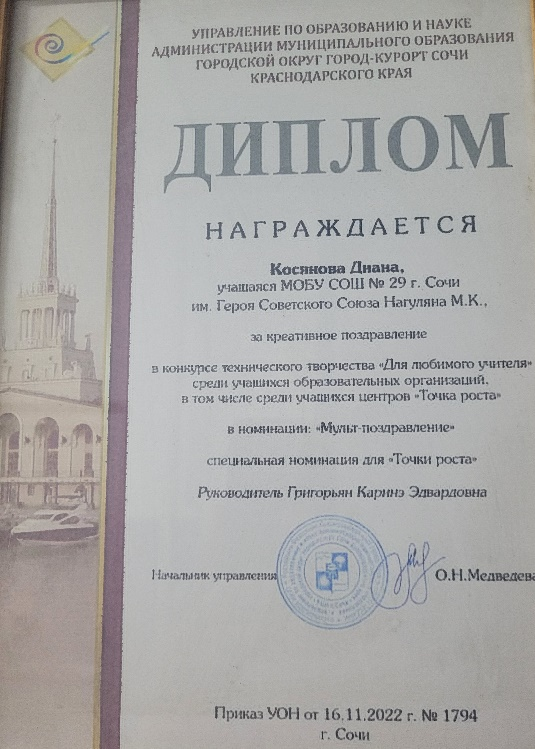 УПРАВЛЕНИЕ ПО ОБРАЗОВАНИЮ И НАУКЕ
АДМИНИСТРАЦИИ МУНИЦИПАЛЬНОГО ОБРАЗОВАНИЯ
ГОРОДСКОЙ ОКРУГ ГОРОД-КУРОРТ СОЧИ
КРАСНОДАРСКОГО КРАЯ
ДИПЛОМ
НАГРАЖДАЕТСЯ
Косянова Диана,
учашаяся МОБУ СОШ № 29 г. Сочи
им. Героя Советского Союза Нагуляна М.К.,
за креативное поздравление
в конкурсе технического творчества «Для любимого учителя»
среди учащихся образовательных организаций,
в том числе среди учащихся центров «Точка роста»
в номинации: «Мульт-поздравление»
специальная номинация для «Точки роста»
Руководитель Григорьян Каринэ Эдвардовна
Начальник управления О.Н.Медведева
Приказ УОН от 16.11.2022 г. № 1794
г. Сочи